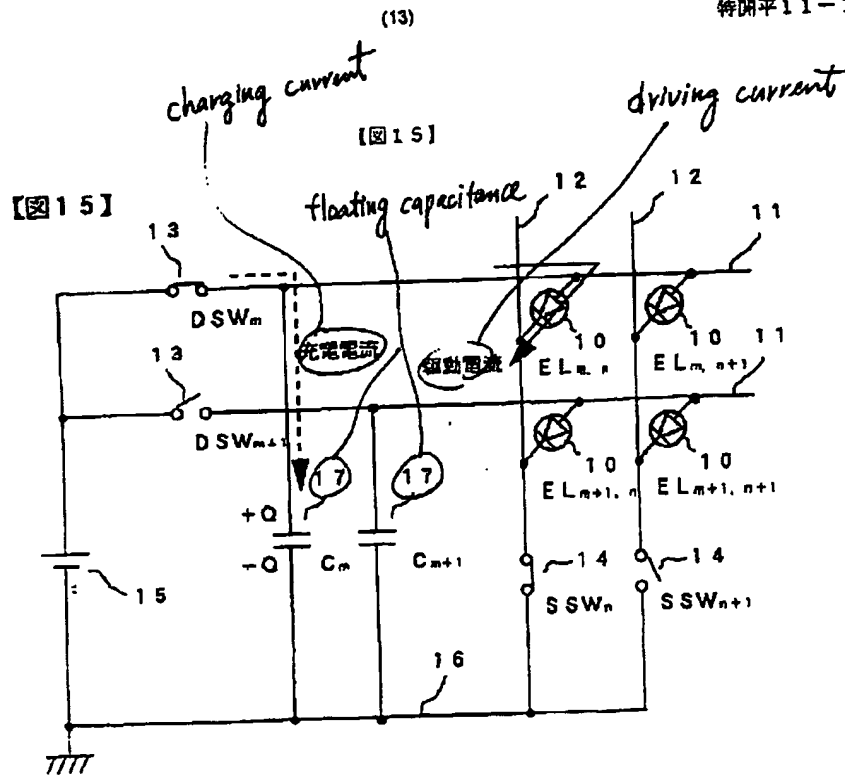 (13)
特開平11-
charging current
driving current
【図15】
【図15】
floating capacitance
12
12
13
11
DSWm
充電電流
駆動電流
10
10
ELm, n
ELm, n+1
13
11
DSWm+1
17
17
10
10
ELm+1, n
ELm+1, n+1
+Q
-Q
Cm
Cm+1
14
14
15
SSWn
SSWn+1
16